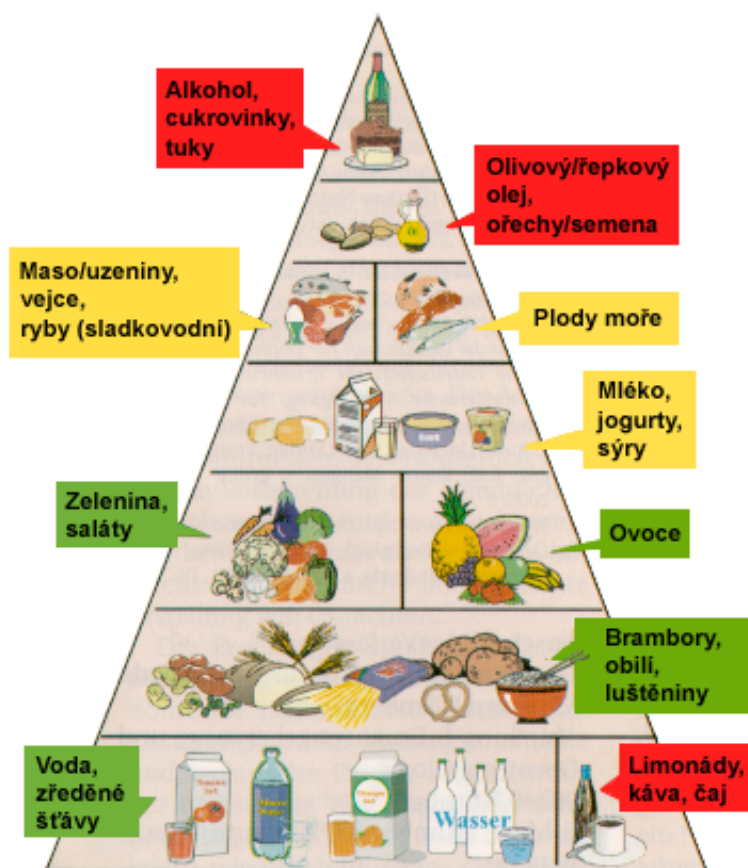 Alkohol,
cukrovinky,
tuky
Olivový/řepkový
olej,
ořechy/semena
Maso/uzeniny,
vejce,
ryby (sladkovodní)
Plody moře
Mléko,
jogurty,
sýry
Zelenina,
saláty
Ovoce
Brambory,
obilí,
luštěniny
Voda,
zředěné
šťávy
Wasser
Limonády,
káva, čaj